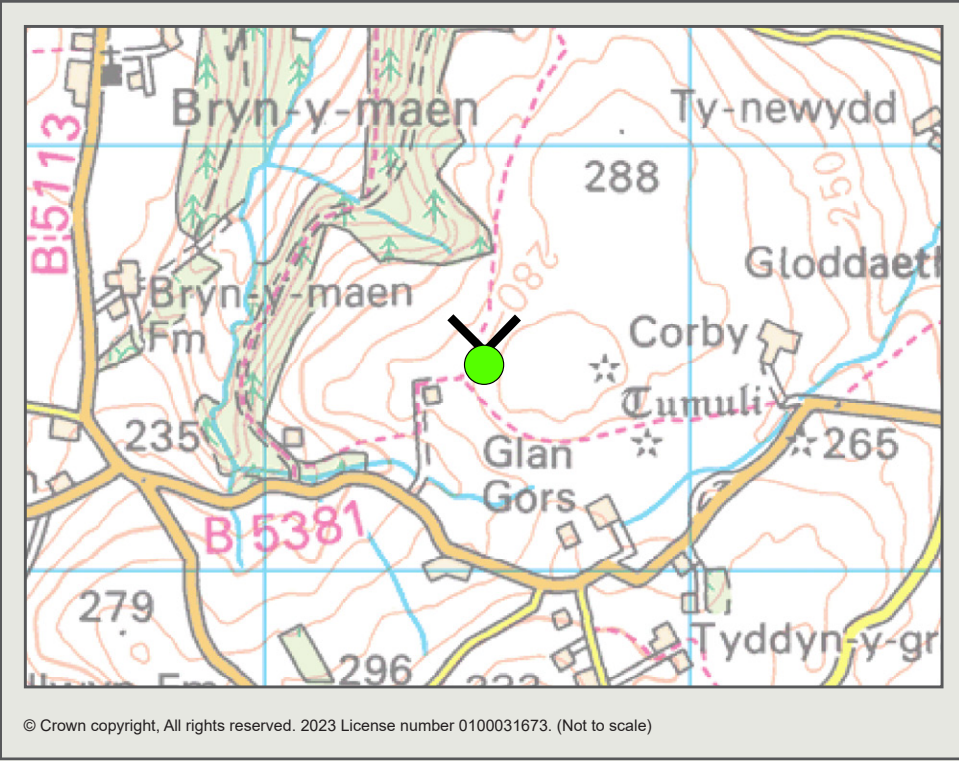 Bryn-y-maen
Ty-newydd
B5113
288
250
280
Gloddaeth
Bryn-y-maen
Fm
Corby
Tumuli
235
Glan
Gors
265
B 5381
279
296
Tyddyn-y-gr
© Crown copyright, All rights reserved. 2023 License number 0100031673. (Not to scale)